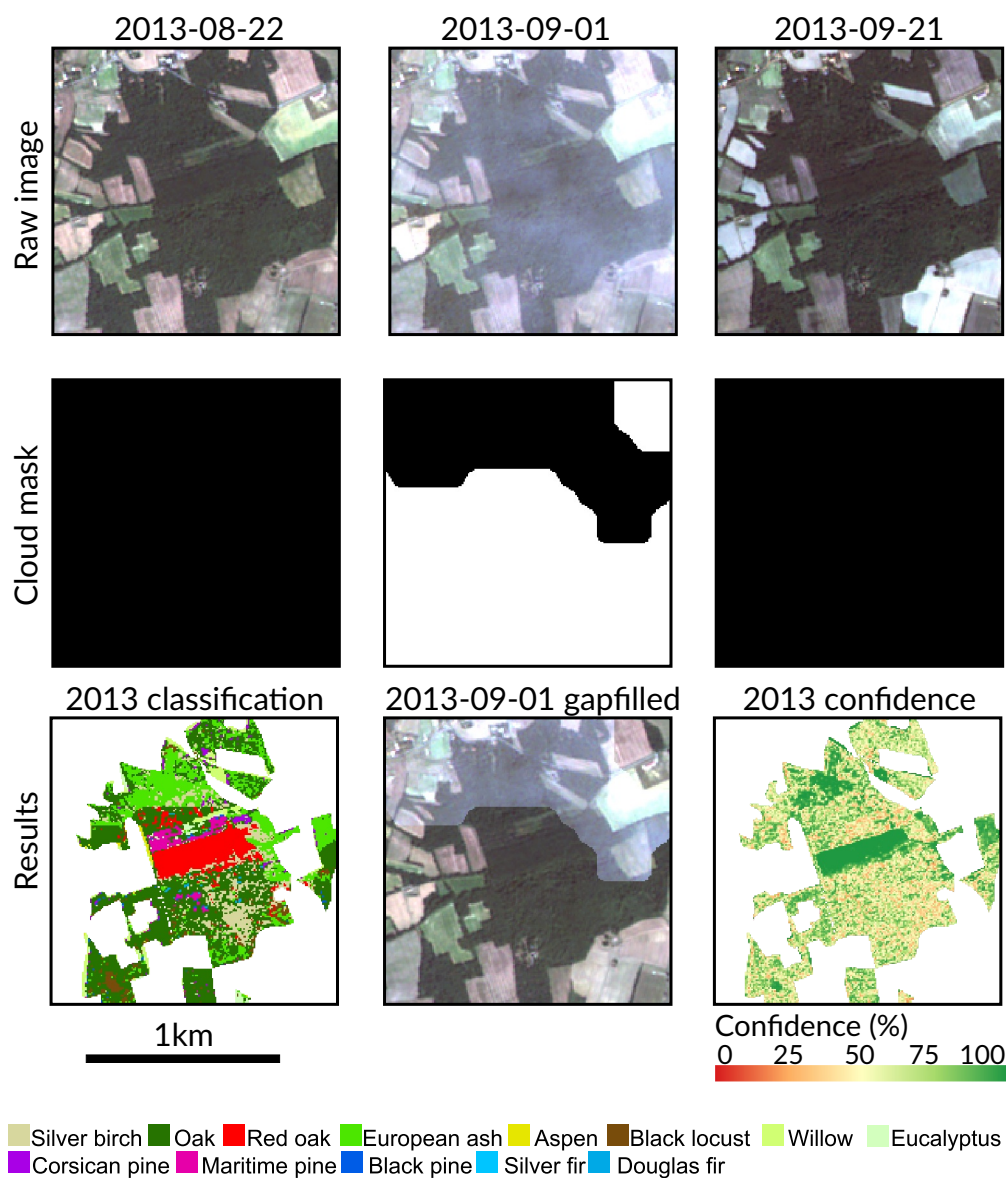 2013-08-22 2013-09-01 2013-09-21
Raw image
Cloud mask
2013 classification 2013-09-01 gapfilled 2013 confidence
Results
1km
Confidence (%)
0 25 50 75 100
Silver birch Oak Red oak European ash Aspen Black locust Willow Eucalyptus
Corsican pine Maritime pine Black pine Silver fir Douglas fir